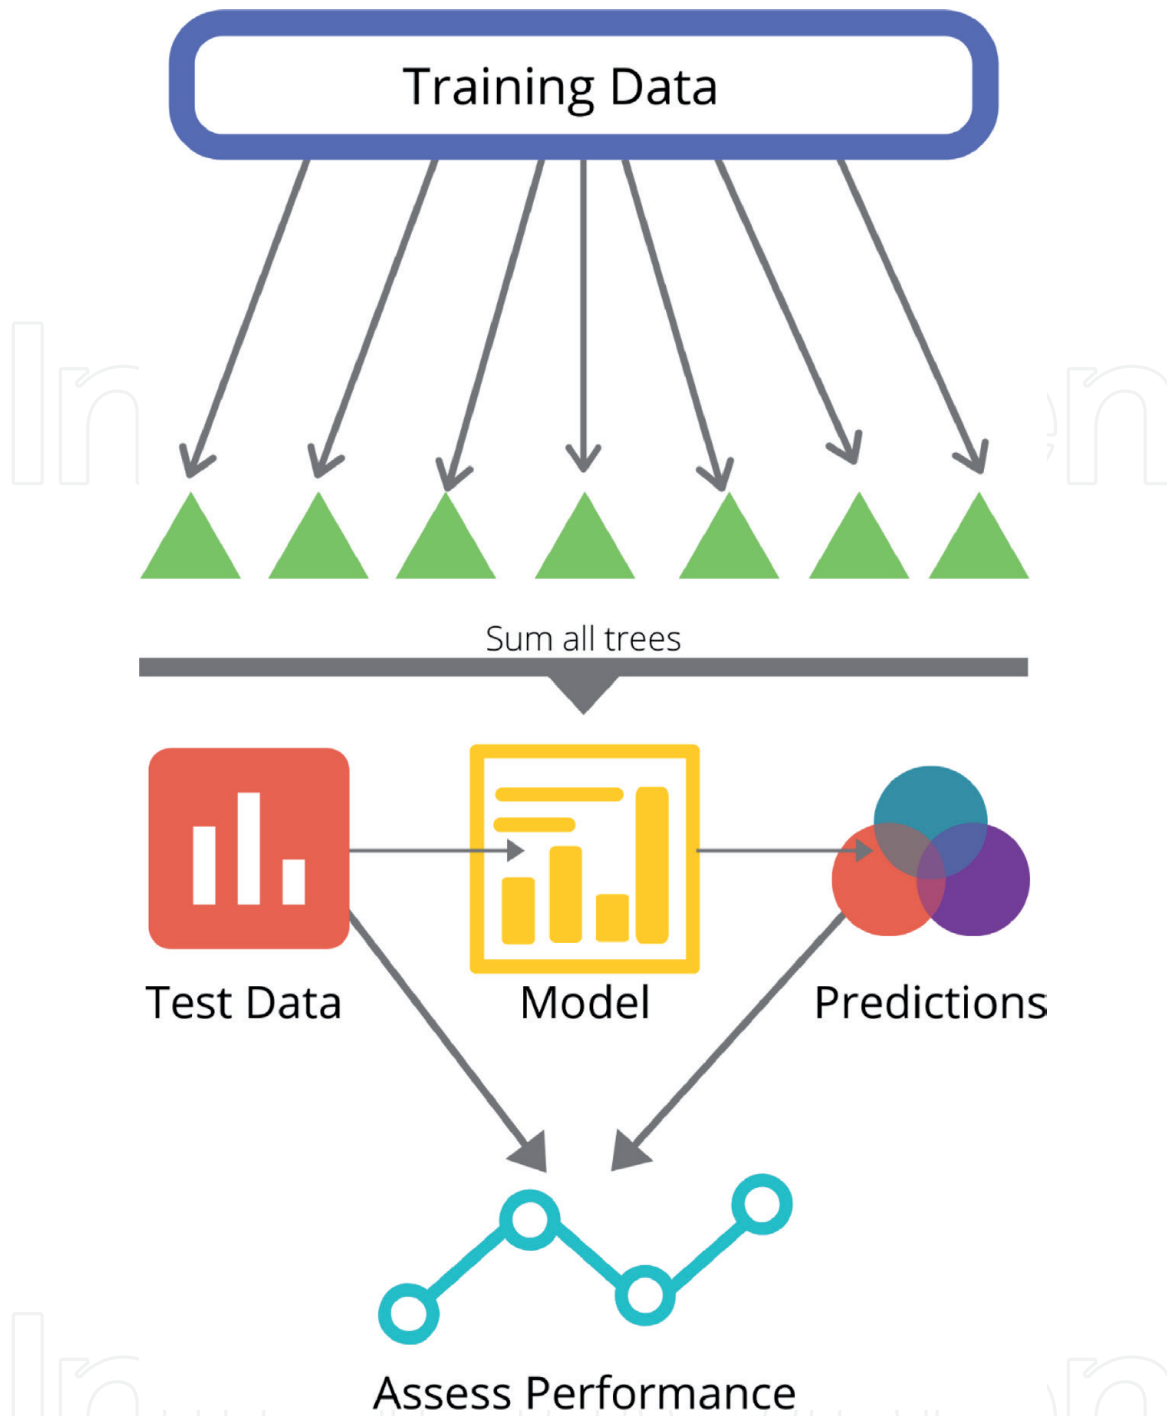 Training Data
Sum all trees
Test Data
Model
Predictions
Assess Performance